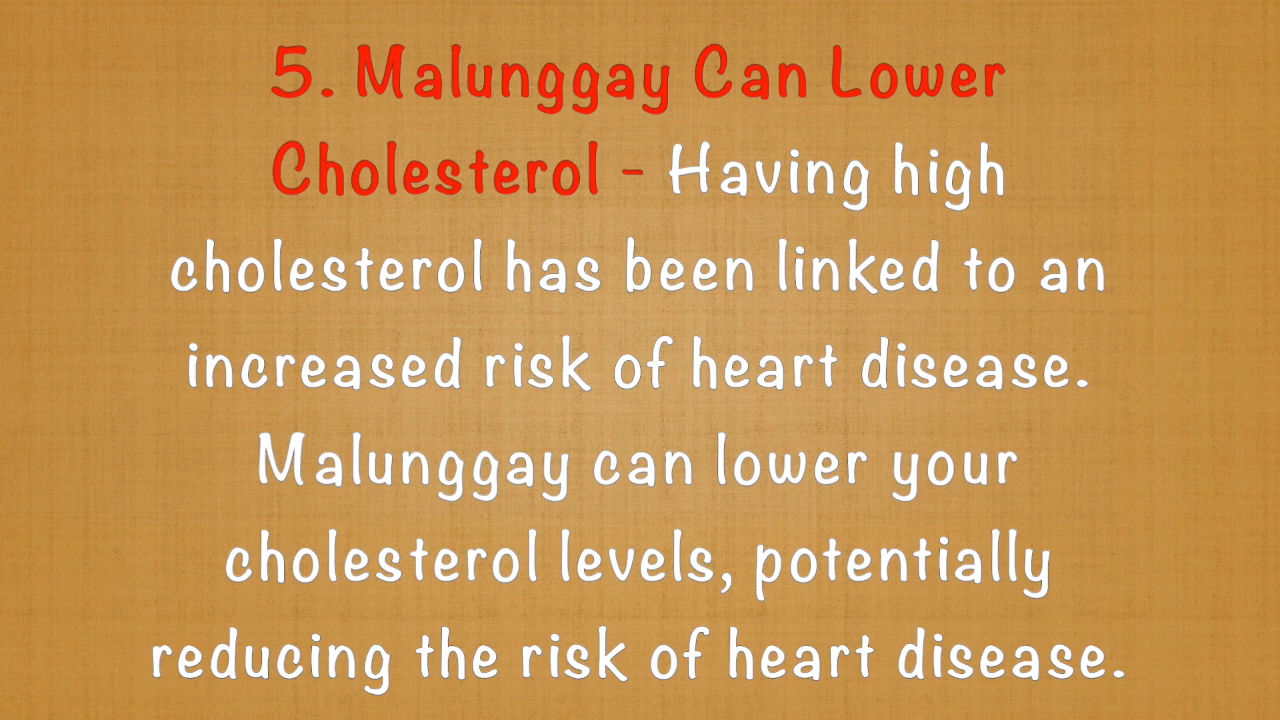 5. Malunggay Can Lower
Cholesterol - Having high
cholesterol has been linked to an
increased risk of heart disease.
Malunggay can lower your
cholesterol levels, potentially
reducing the risk of heart disease.